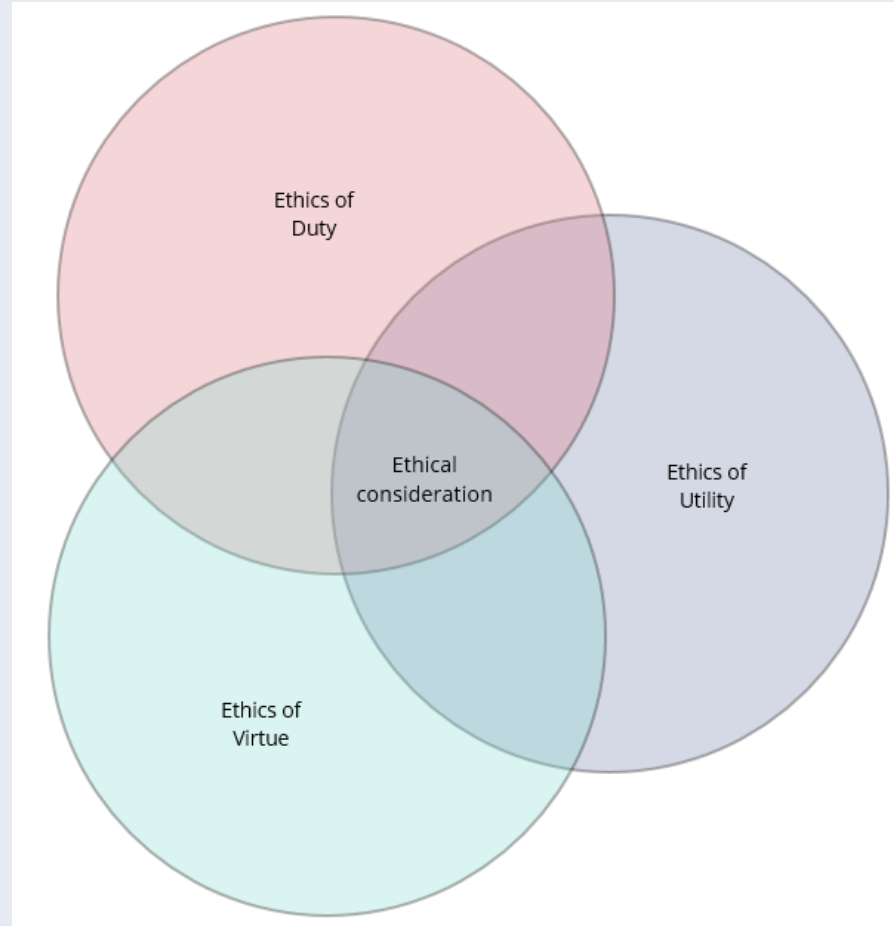 Ethics of
Duty
Ethical
consideration
Ethics of
Utility
Ethics of
Virtue